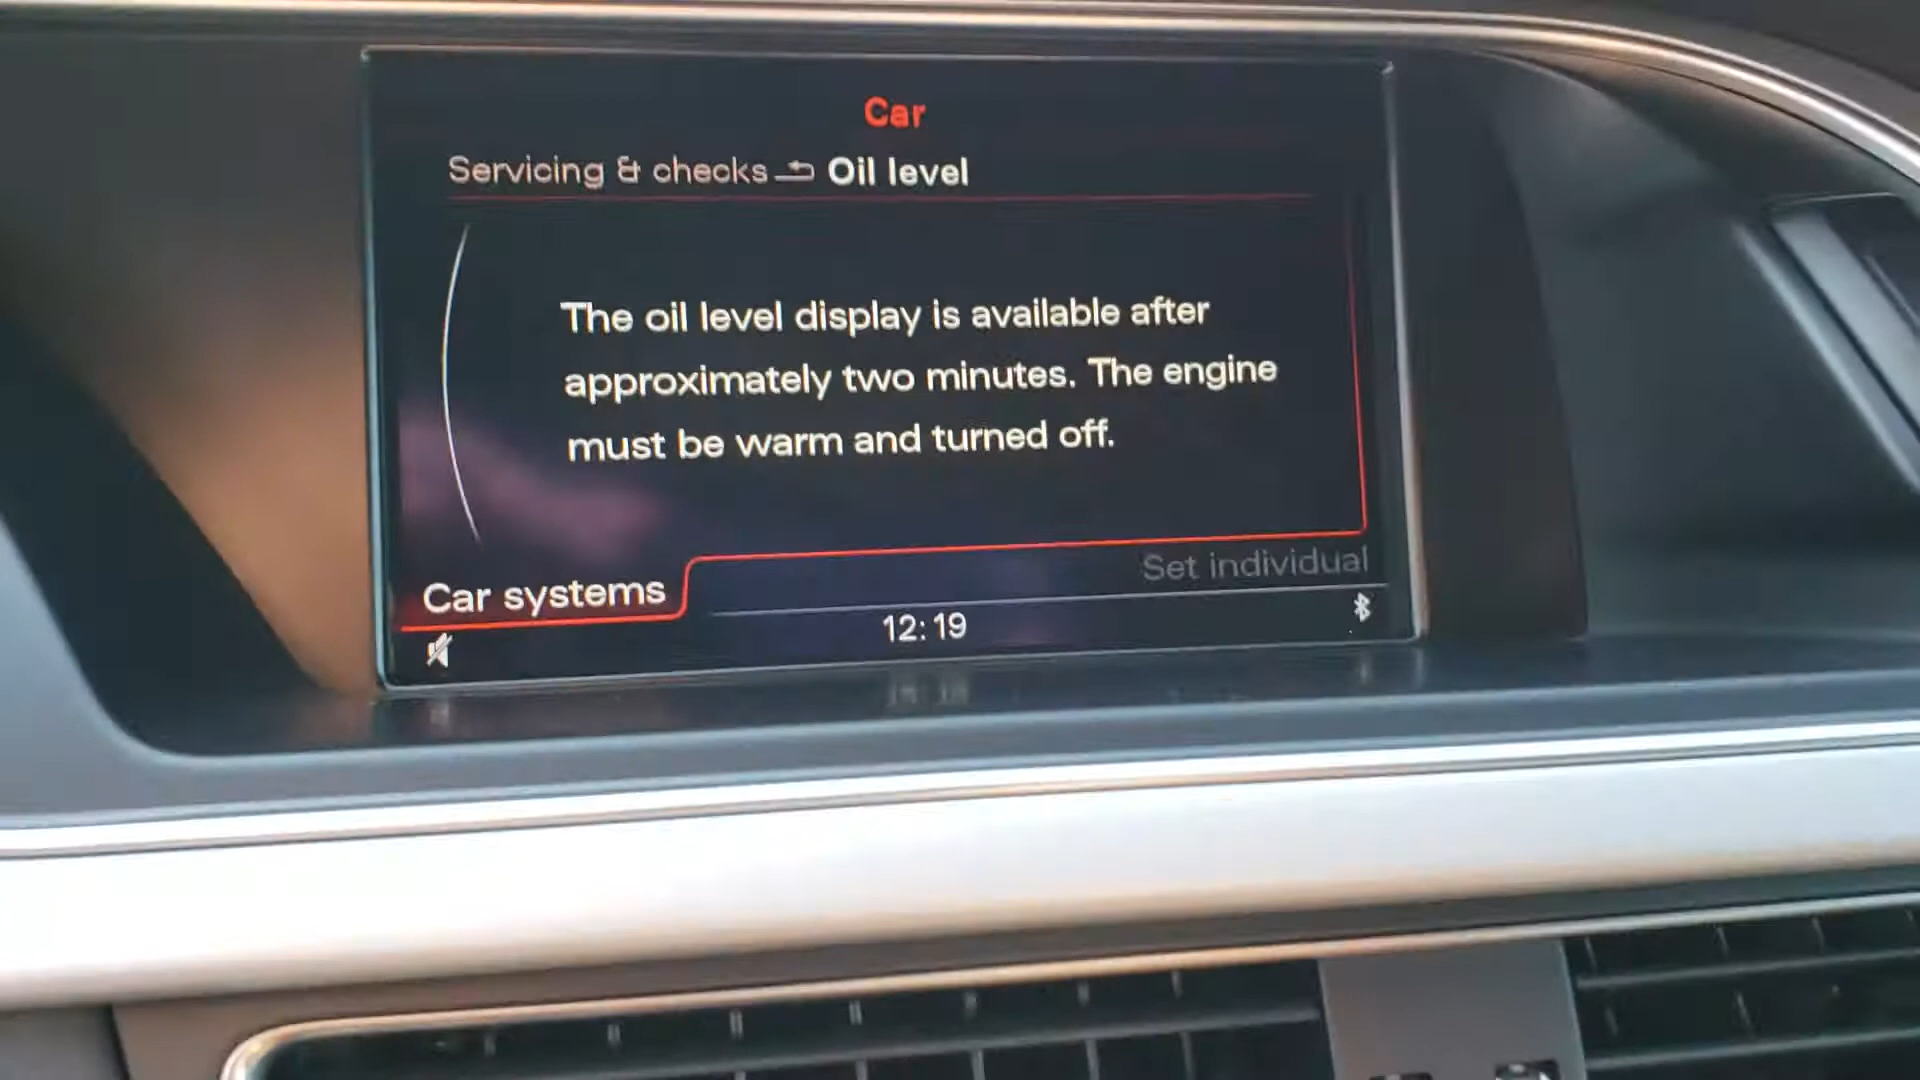 Car
Servicing & checks Oil level
The oil level display is available after
approximately two minutes. The engine
must be warm and turned off.
Set individual
Car systems
12:19